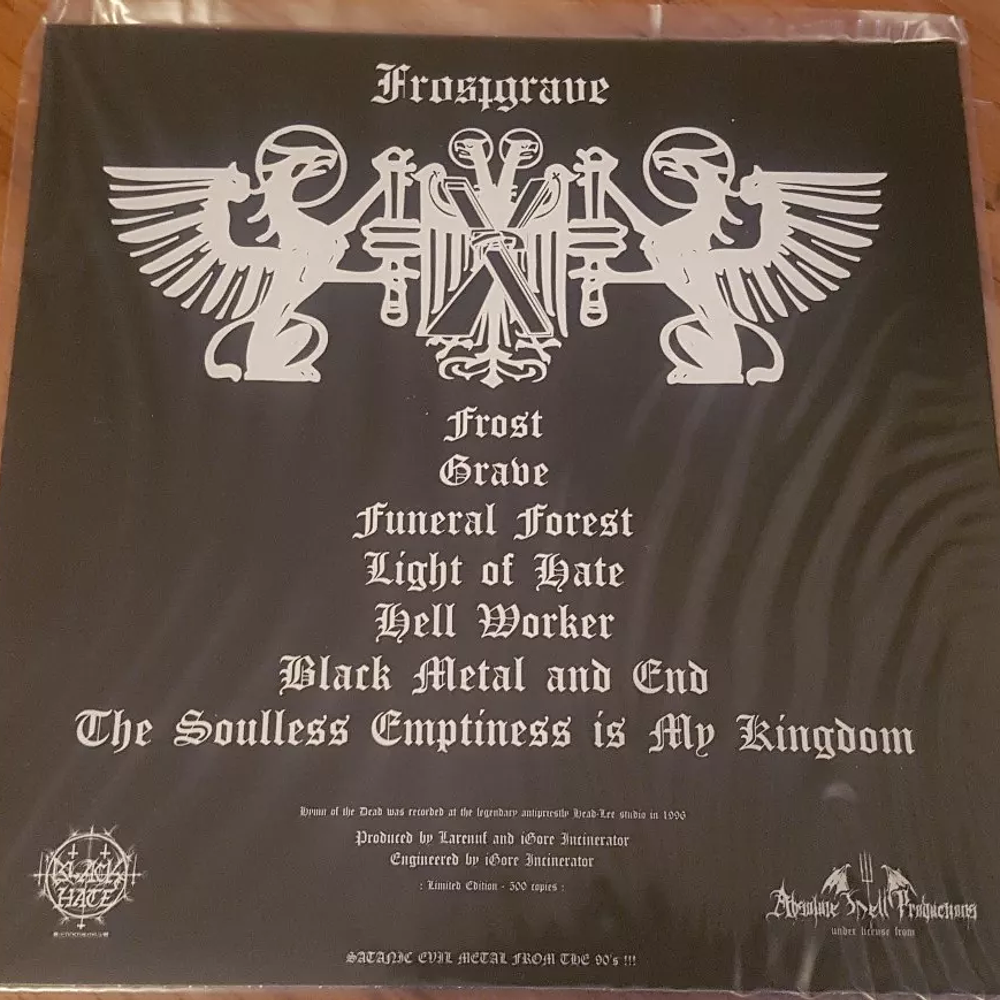 Frostgrave
Frost
Grave
Funeral Forest
Light of Hate
Hell Worker
Black Metal and End
The Soulless Emptiness is My Kingdom
Hymn of the Dead was recorded at the legendary antipriestly Head-Lee studio in 1996
Produced by Larenuf and iGore Incinerator
Engineered by iGore Incinerator
: Limited Edition - 500 copies :
BLACK
HATE
Absolute Hell Productions
under license from
SATANIC EVIL METAL FROM THE 90's !!!